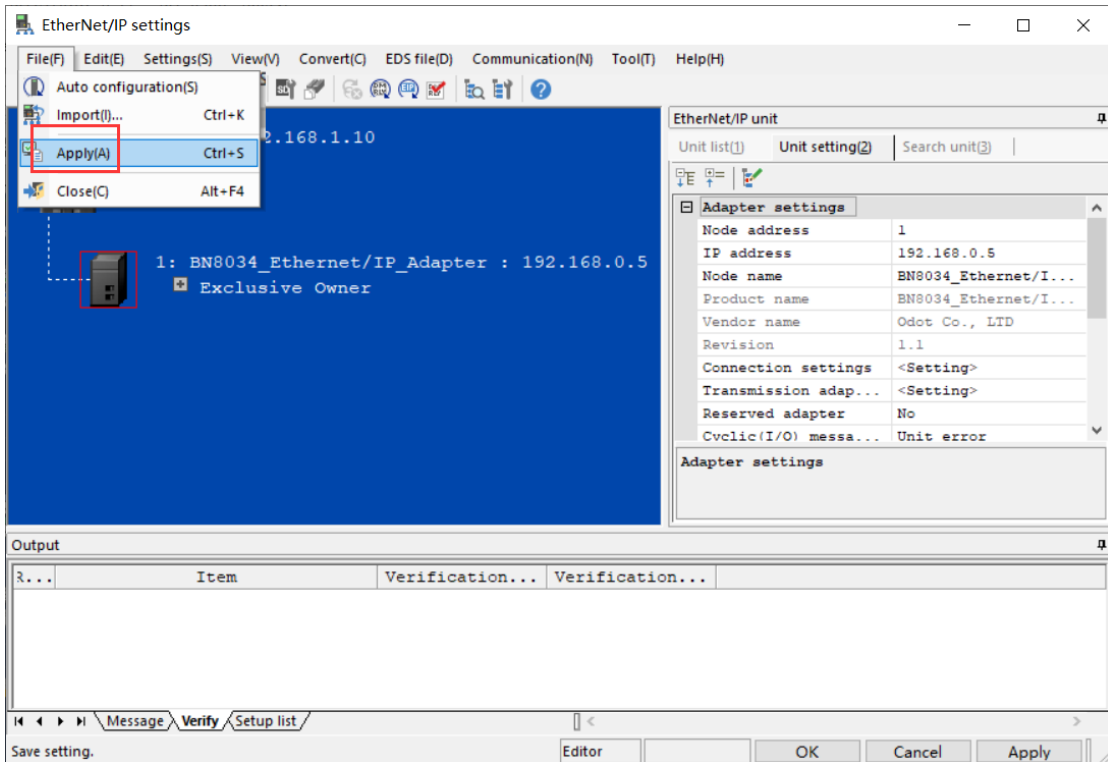 EtherNet/IP settings
File(F) Edit(E) Settings(S) View(V) Convert(C) EDS file(D) Communication(N) Tool(T) Help(H)
Auto configuration(S)
Import(I)... Ctrl+K
Apply(A) Ctrl+S
Close(C) Alt+F4
2.168.1.10
1: BN8034_Ethernet/IP_Adapter : 192.168.0.5
Exclusive Owner
EtherNet/IP unit
Unit list(1) Unit setting(2) Search unit(3)
Adapter settings
Node address 1
IP address 192.168.0.5
Node name BN8034_Ethernet/I...
Product name BN8034_Ethernet/I...
Vendor name Odot Co., LTD
Revision 1.1
Connection settings <Setting>
Transmission adap... <Setting>
Reserved adapter No
Cyclic(I/O) messa... Unit error
Adapter settings
Output
R... Item Verification... Verification...
Message Verify Setup list
Save setting. Editor OK Cancel Apply